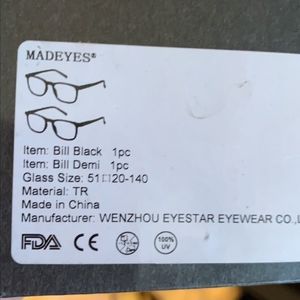 MADEYES®
Item: Bill Black 1pc
Item: Bill Demi 1pc
Glass Size: 51□20-140
Material: TR
Made in China
Manufacturer: WENZHOU EYESTAR EYEWEAR CO.,L
FDA CE 100% UV